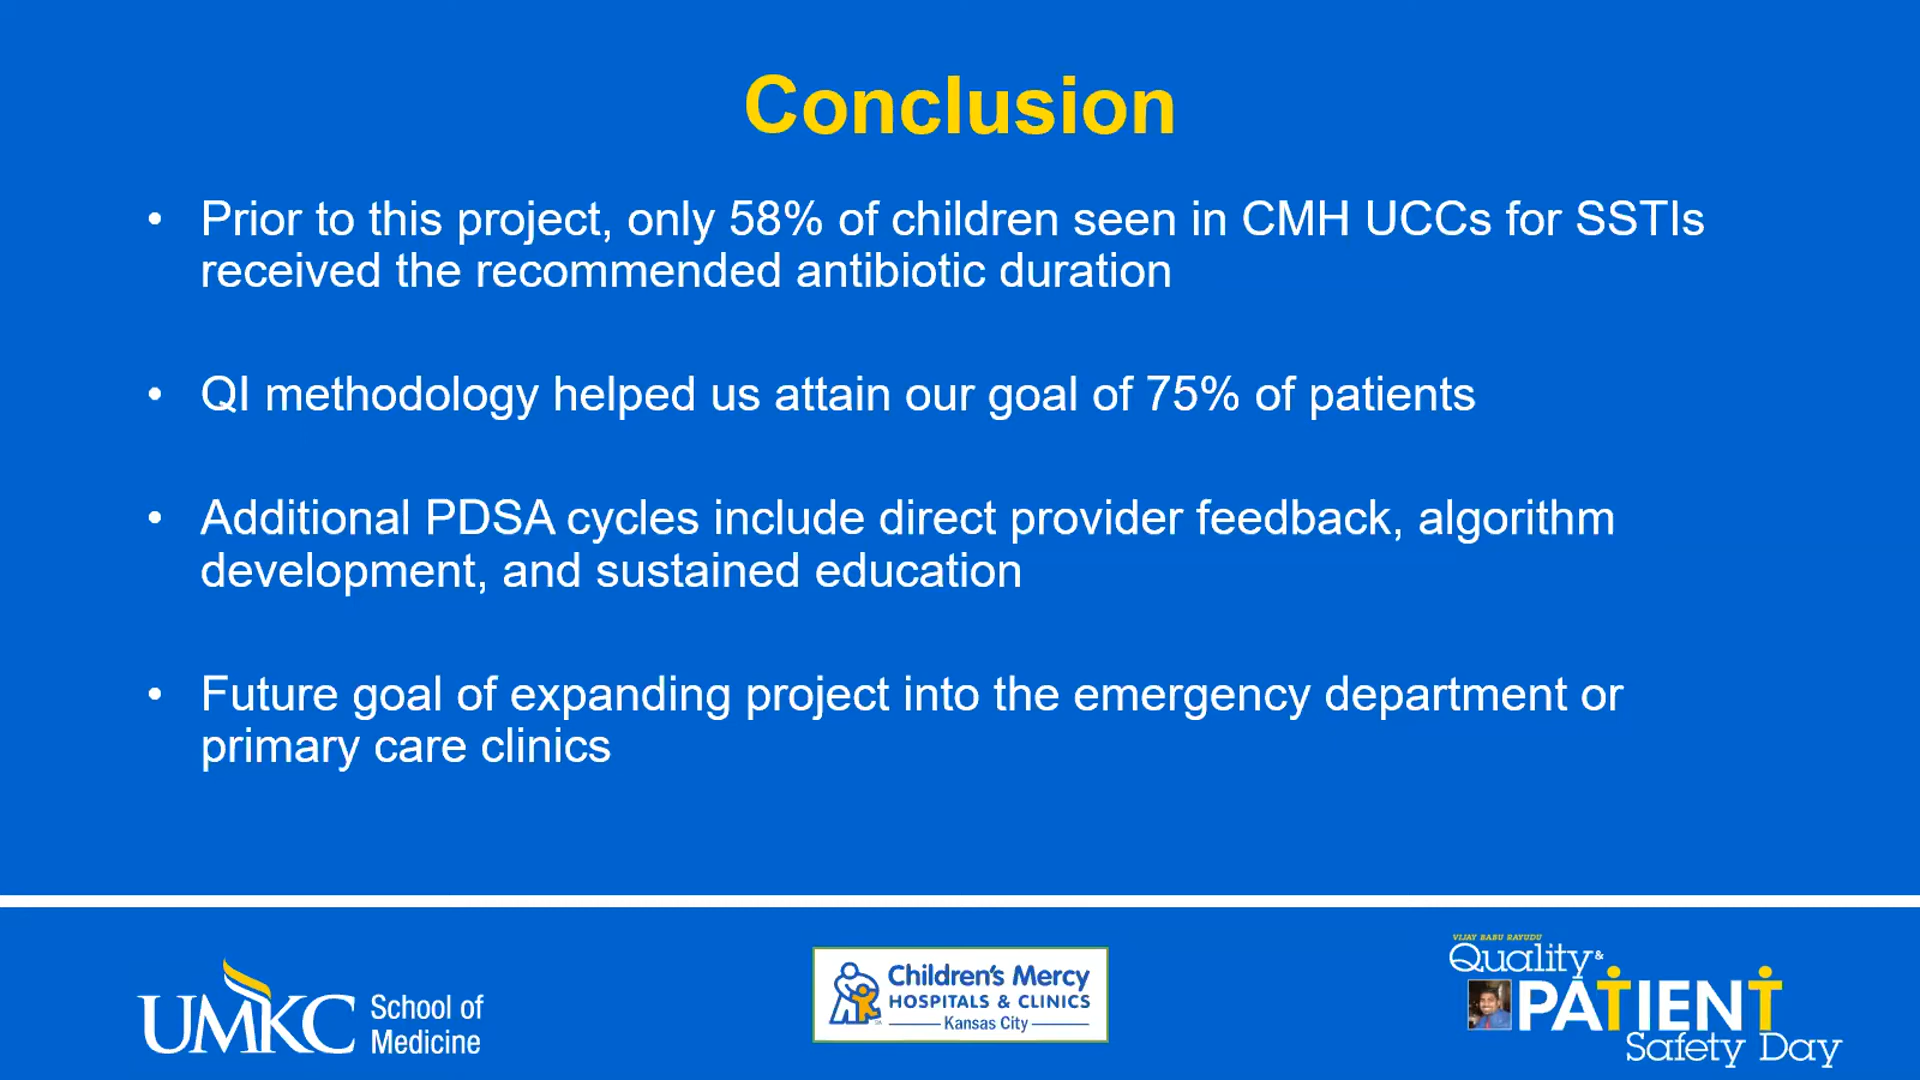 Conclusion
• Prior to this project, only 58% of children seen in CMH UCCs for SSTIs
received the recommended antibiotic duration
• QI methodology helped us attain our goal of 75% of patients
• Additional PDSA cycles include direct provider feedback, algorithm
development, and sustained education
• Future goal of expanding project into the emergency department or
primary care clinics
UMKC School of
Medicine
Children's Mercy
HOSPITALS & CLINICS
Kansas City
VIJAY BABU RAYUDU
Quality &
PATIENT
Safety Day